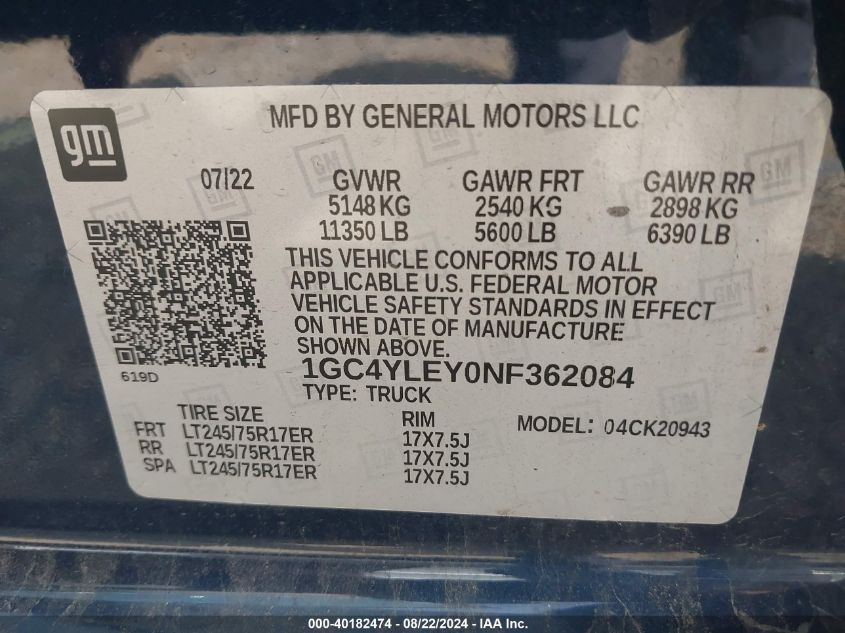 gm
MFD BY GENERAL MOTORS LLC
07/22 GVWR GAWR FRT GAWR RR
5148 KG 2540 KG 2898 KG
11350 LB 5600 LB 6390 LB
THIS VEHICLE CONFORMS TO ALL
APPLICABLE U.S. FEDERAL MOTOR
VEHICLE SAFETY STANDARDS IN EFFECT
ON THE DATE OF MANUFACTURE
SHOWN ABOVE.
619D
1GC4YLEY0NF362084
TYPE: TRUCK
TIRE SIZE RIM MODEL: 04CK20943
FRT LT245/75R17ER 17X7.5J
RR LT245/75R17ER 17X7.5J
SPA LT245/75R17ER 17X7.5J
000-40182474 - 08/22/2024 - IAAI.COM